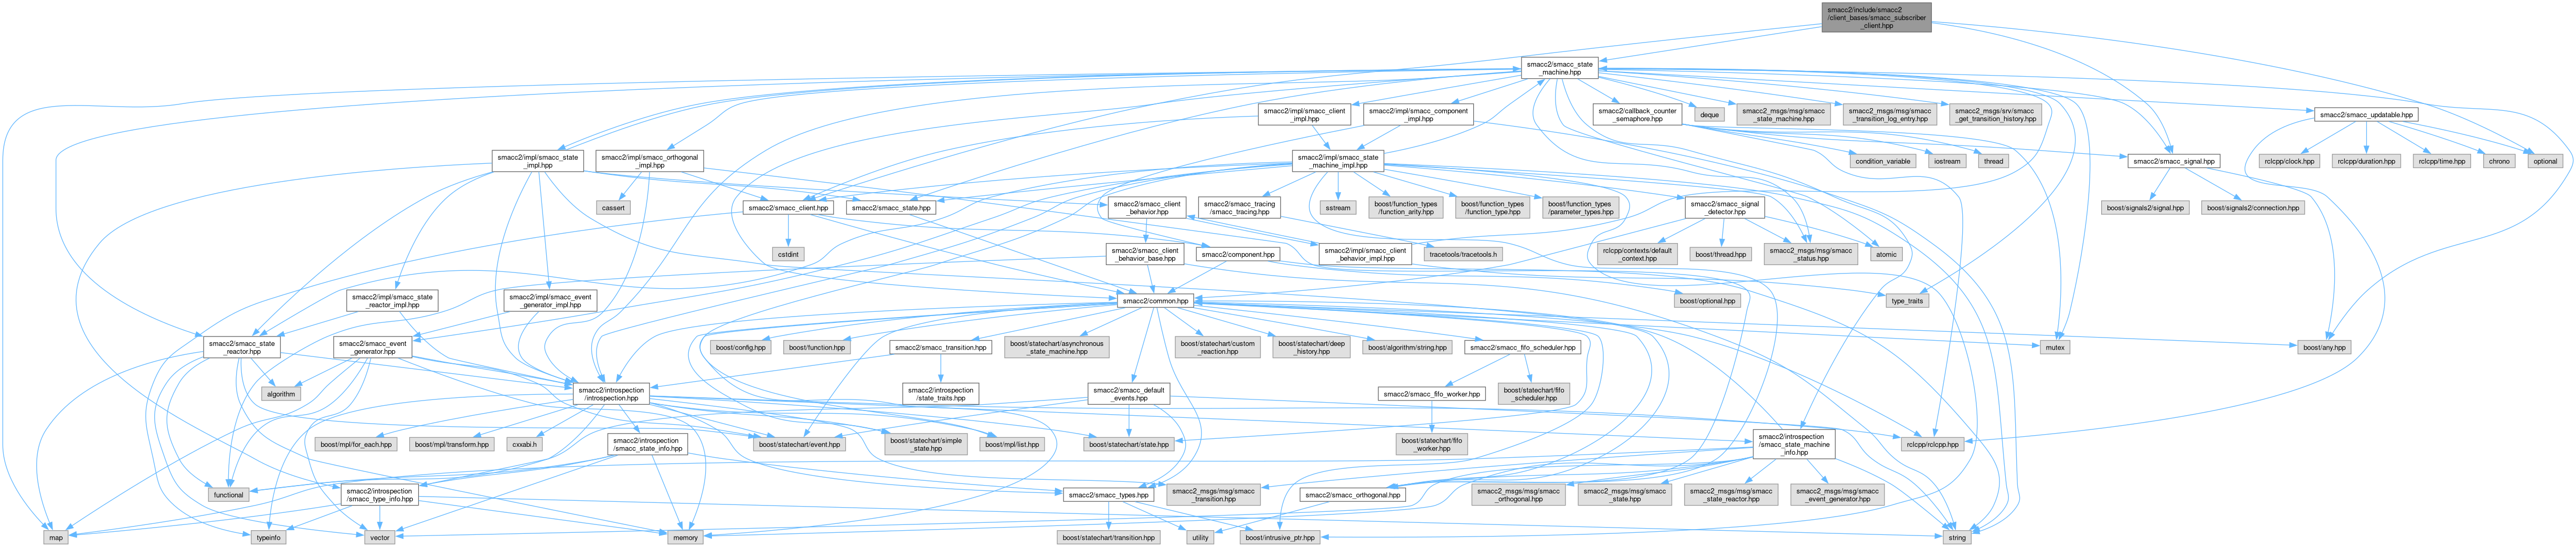 smacc2/include/smacc2
/client_bases/smacc_subscriber
_client.hpp
smacc2/smacc_state
_machine.hpp
smacc2/impl/smacc_client
_impl.hpp
smacc2/impl/smacc_component
_impl.hpp
smacc2/callback_counter
_semaphore.hpp
deque
smacc2_msgs/msg/smacc
_state_machine.hpp
smacc2_msgs/msg/smacc
_transition_log_entry.hpp
smacc2_msgs/srv/smacc
_get_transition_history.hpp
smacc2/smacc_updatable.hpp
smacc2/impl/smacc_state
_impl.hpp
smacc2/impl/smacc_orthogonal
_impl.hpp
smacc2/impl/smacc_state
_machine_impl.hpp
condition_variable
iostream
thread
smacc2/smacc_signal.hpp
rclcpp/clock.hpp
rclcpp/duration.hpp
rclcpp/time.hpp
chrono
optional
cassert
smacc2/smacc_client.hpp
smacc2/smacc_state.hpp
smacc2/smacc_client
_behavior.hpp
smacc2/smacc_tracing
/smacc_tracing.hpp
sstream
boost/function_types
/function_arity.hpp
boost/function_types
/function_type.hpp
boost/function_types
/parameter_types.hpp
smacc2/smacc_signal
_detector.hpp
boost/signals2/signal.hpp
boost/signals2/connection.hpp
cstdint
smacc2/smacc_client
_behavior_base.hpp
smacc2/component.hpp
smacc2/impl/smacc_client
_behavior_impl.hpp
tracetools/tracetools.h
rclcpp/contexts/default
_context.hpp
boost/thread.hpp
smacc2_msgs/msg/smacc
_status.hpp
atomic
smacc2/impl/smacc_state
_reactor_impl.hpp
smacc2/impl/smacc_event
_generator_impl.hpp
smacc2/common.hpp
boost/optional.hpp
type_traits
smacc2/smacc_state
_reactor.hpp
smacc2/smacc_event
_generator.hpp
boost/config.hpp
boost/function.hpp
smacc2/smacc_transition.hpp
boost/statechart/asynchronous
_state_machine.hpp
boost/statechart/custom
_reaction.hpp
boost/statechart/deep
_history.hpp
boost/algorithm/string.hpp
smacc2/smacc_fifo_scheduler.hpp
mutex
boost/any.hpp
algorithm
smacc2/introspection
/introspection.hpp
smacc2/introspection
/state_traits.hpp
smacc2/smacc_default
_events.hpp
smacc2/smacc_fifo_worker.hpp
boost/statechart/fifo
_scheduler.hpp
boost/mpl/for_each.hpp
boost/mpl/transform.hpp
cxxabi.h
smacc2/introspection
/smacc_state_info.hpp
boost/statechart/event.hpp
boost/statechart/simple
_state.hpp
boost/mpl/list.hpp
boost/statechart/state.hpp
boost/statechart/fifo
_worker.hpp
smacc2/introspection
/smacc_state_machine
_info.hpp
rclcpp/rclcpp.hpp
functional
smacc2/introspection
/smacc_type_info.hpp
smacc2/smacc_types.hpp
smacc2_msgs/msg/smacc
_transition.hpp
smacc2/smacc_orthogonal.hpp
smacc2_msgs/msg/smacc
_orthogonal.hpp
smacc2_msgs/msg/smacc
_state.hpp
smacc2_msgs/msg/smacc
_state_reactor.hpp
smacc2_msgs/msg/smacc
_event_generator.hpp
map
typeinfo
vector
memory
boost/statechart/transition.hpp
utility
boost/intrusive_ptr.hpp
string